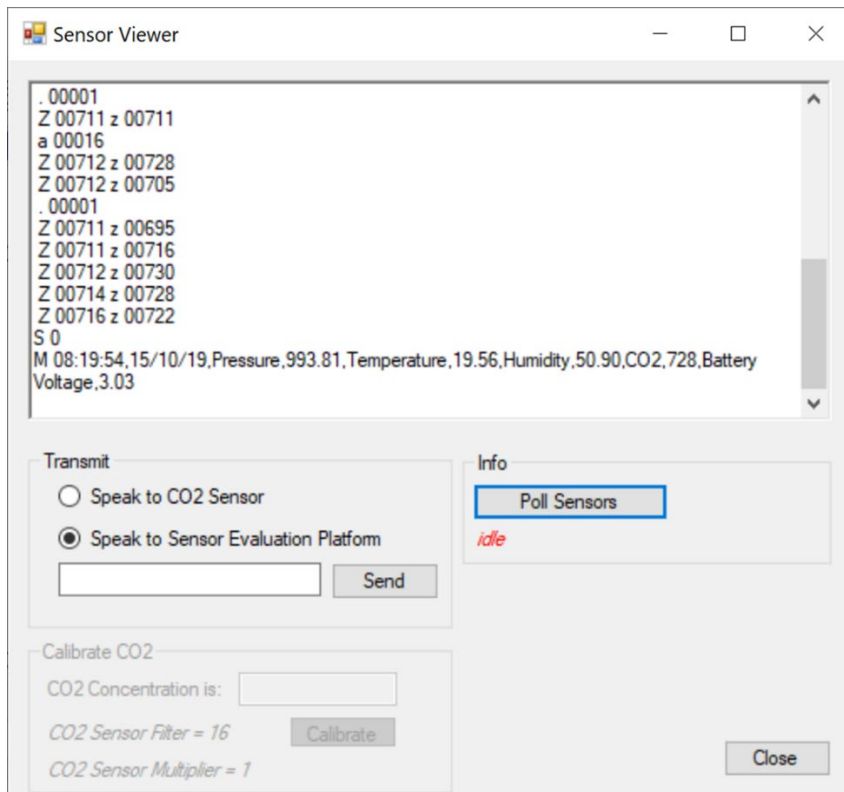 Sensor Viewer
. 00001
Z 00711 z 00711
a 00016
Z 00712 z 00728
Z 00712 z 00705
. 00001
Z 00711 z 00695
Z 00711 z 00716
Z 00712 z 00730
Z 00714 z 00728
Z 00716 z 00722
S 0
M 08:19:54,15/10/19,Pressure,993.81,Temperature,19.56,Humidity,50.90,CO2,728,Battery
Voltage,3.03
Transmit
Speak to CO2 Sensor
Speak to Sensor Evaluation Platform
Send
Info
Poll Sensors
idle
Calibrate CO2
CO2 Concentration is:
CO2 Sensor Filter = 16
Calibrate
CO2 Sensor Multiplier = 1
Close